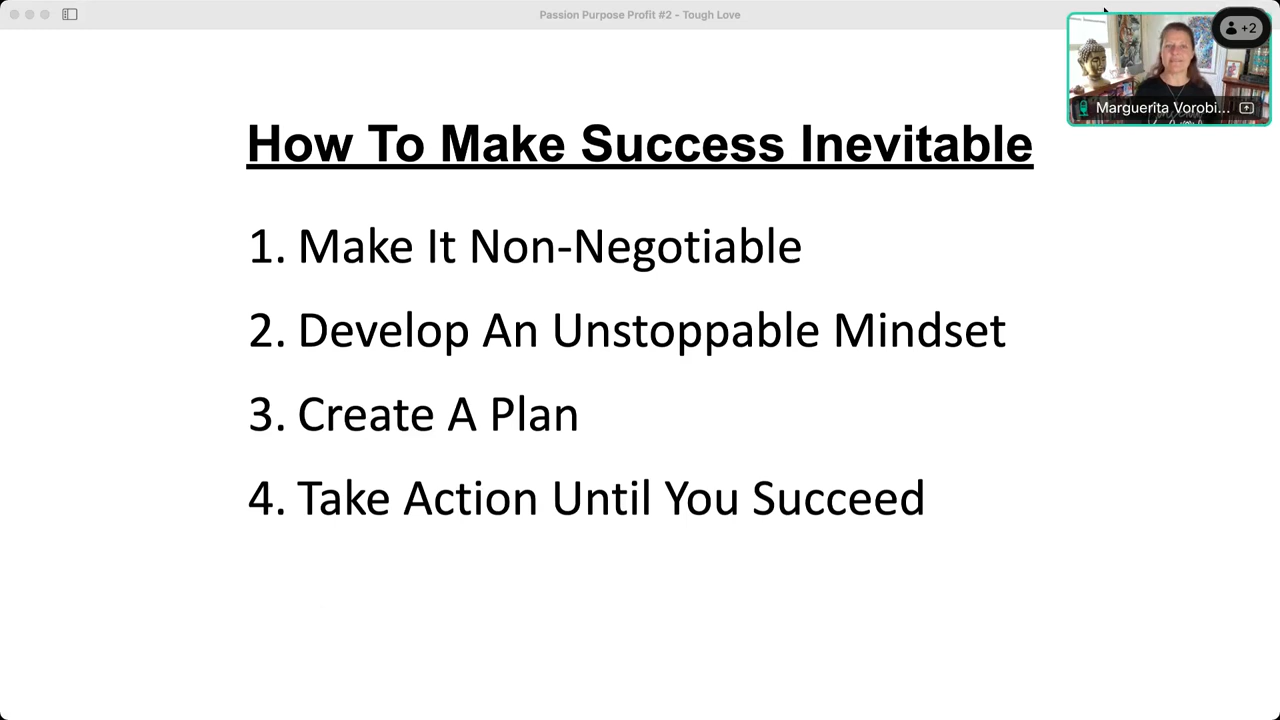 Passion Purpose Profit #2 - Tough Love
+2
Marguerita Vorobi...
How To Make Success Inevitable
1. Make It Non-Negotiable
2. Develop An Unstoppable Mindset
3. Create A Plan
4. Take Action Until You Succeed